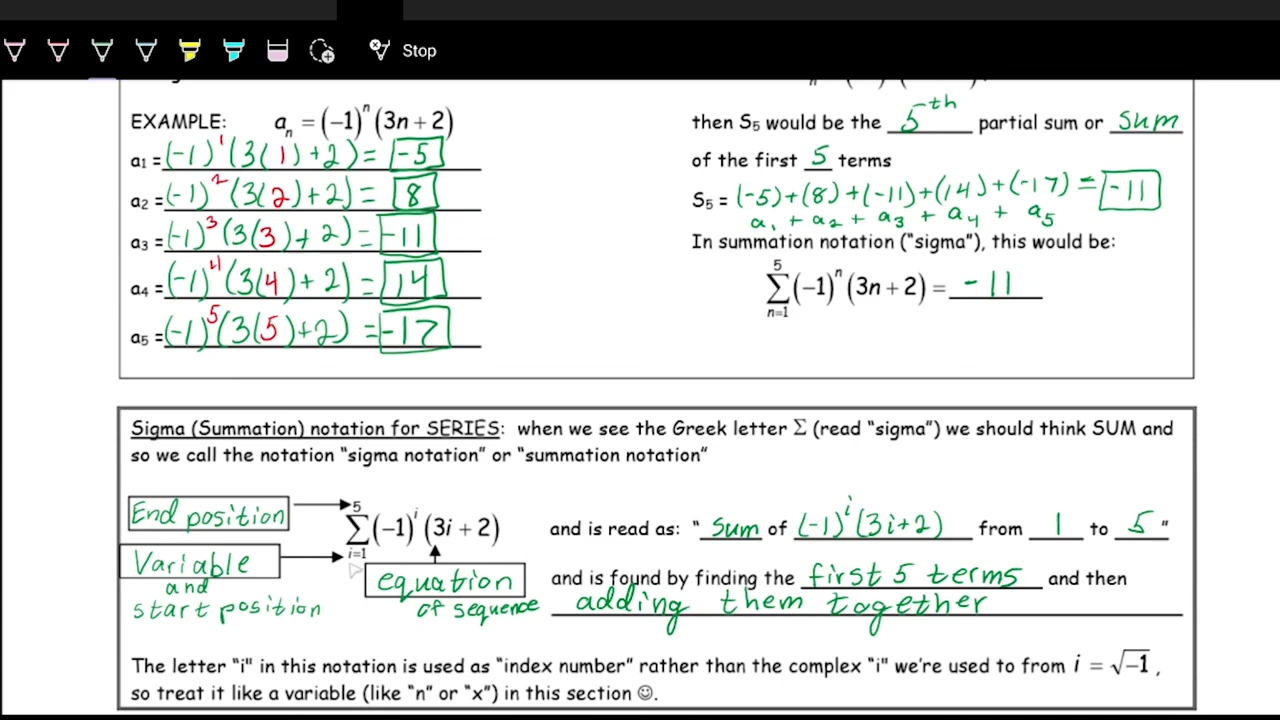 Stop
EXAMPLE: aₙ = (−1)ⁿ (3n + 2)
a₁ = (-1)¹(3(1)+2) = -5
a₂ = (-1)²(3(2)+2) = 8
a₃ = (-1)³(3(3)+2) = -11
a₄ = (-1)⁴(3(4)+2) = 14
a₅ = (-1)⁵(3(5)+2) = -17
then S₅ would be the 5th partial sum or sum
of the first 5 terms
S₅ = (-5)+(8)+(-11)+(14)+(-17) = -11
a₁ + a₂ + a₃ + a₄ + a₅
In summation notation ("sigma"), this would be:
5
∑ (−1)ⁿ (3n + 2) = -11
n=1
Sigma (Summation) notation for SERIES: when we see the Greek letter Σ (read "sigma") we should think SUM and
so we call the notation "sigma notation" or "summation notation"
End position
Variable
and
start position
5
∑ (−1)ⁱ (3i + 2)
i=1
equation
of sequence
and is read as: " sum of (-1)ⁱ(3i+2) from 1 to 5 "
and is found by finding the first 5 terms and then
adding them together
The letter "i" in this notation is used as "index number" rather than the complex "i" we're used to from i = √−1 ,
so treat it like a variable (like "n" or "x") in this section ☺.